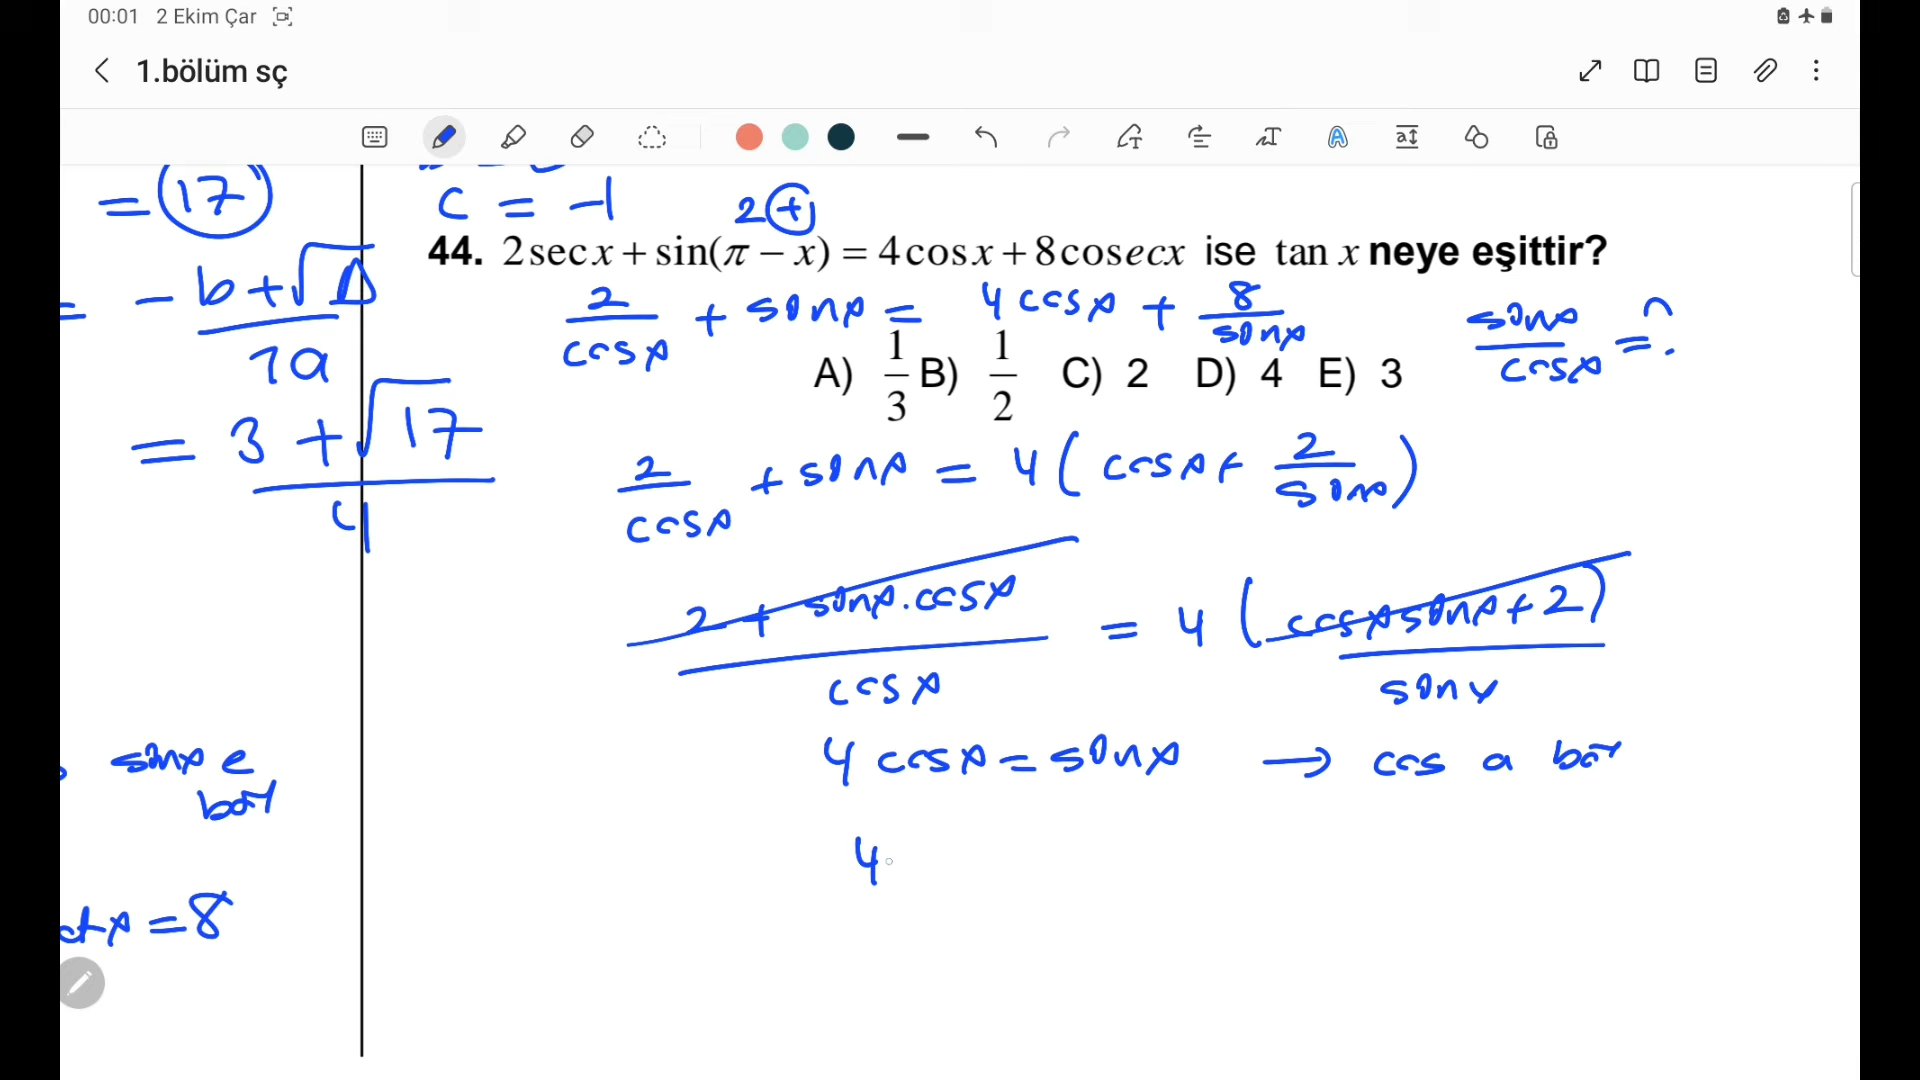 00:01 2 Ekim Çar
1.bölüm sç
= 17
c = -1
2 +
44. 2secx + sin(π − x) = 4cosx + 8cosecx ise tan x neye eşittir?
= -b+√Δ / 2a
2/cosx + sinx = 4cosx + 8/sinx
sinx/cosx = ?
A) 1/3 B) 1/2 C) 2 D) 4 E) 3
= 3+√17 / 4
2/cosx + sinx = 4(cosx + 2/sinx)
2 + sinx.cosx / cosx = 4(cosxsinx+2) / sinx
4 cosx = sinx → cos a böl
sinx e
böl
4
cotx = 8